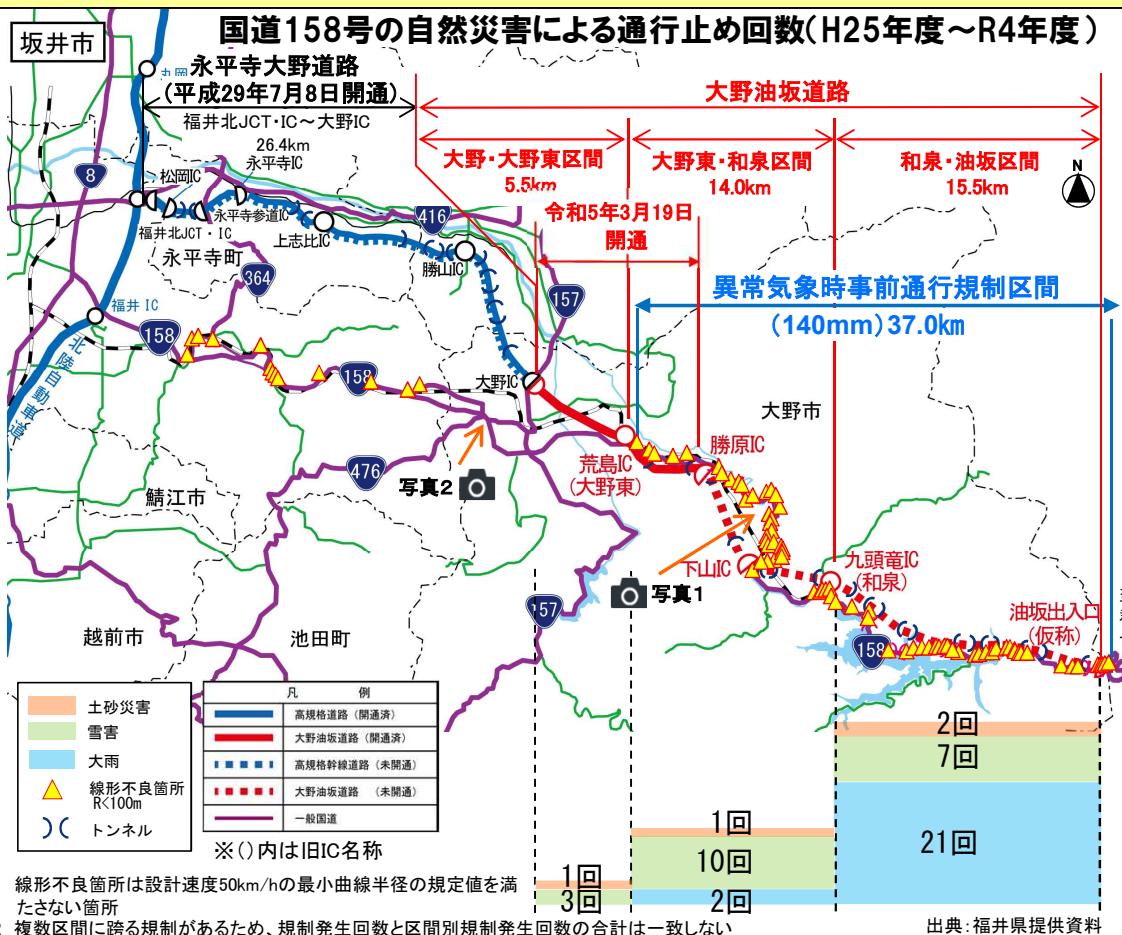 国道158号の自然災害による通行止め回数(H25年度～R4年度)
坂井市
丸岡
永平寺大野道路
(平成29年7月8日開通)
福井北JCT・IC～大野IC
26.4km
大野油坂道路
大野・大野東区間
5.5km
大野東・和泉区間
14.0km
和泉・油坂区間
15.5km
N
令和5年3月19日
開通
異常気象時事前通行規制区間
(140mm)37.0km
8
松岡IC
永平寺IC
永平寺参道IC
福井北JCT・IC
上志比IC
416
勝山IC
永平寺町
364
157
福井IC
158
北陸自動車道
158
大野IC
大野市
476
写真2
荒島IC
(大野東)
勝原IC
鯖江市
下山IC
九頭竜IC
(和泉)
写真1
157
油坂出入口
(仮称)
158
越前市
池田町
土砂災害
雪害
大雨
線形不良箇所
R<100m
トンネル
凡 例
高規格道路（開通済）
大野油坂道路（開通済）
高規格幹線道路（未開通）
大野油坂道路 （未開通）
一般国道
※()内は旧IC名称
1回
3回
1回
10回
2回
2回
7回
21回
線形不良箇所は設計速度50km/hの最小曲線半径の規定値を満
たさない箇所
複数区間に跨る規制があるため、規制発生回数と区間別規制発生回数の合計は一致しない
出典：福井県提供資料